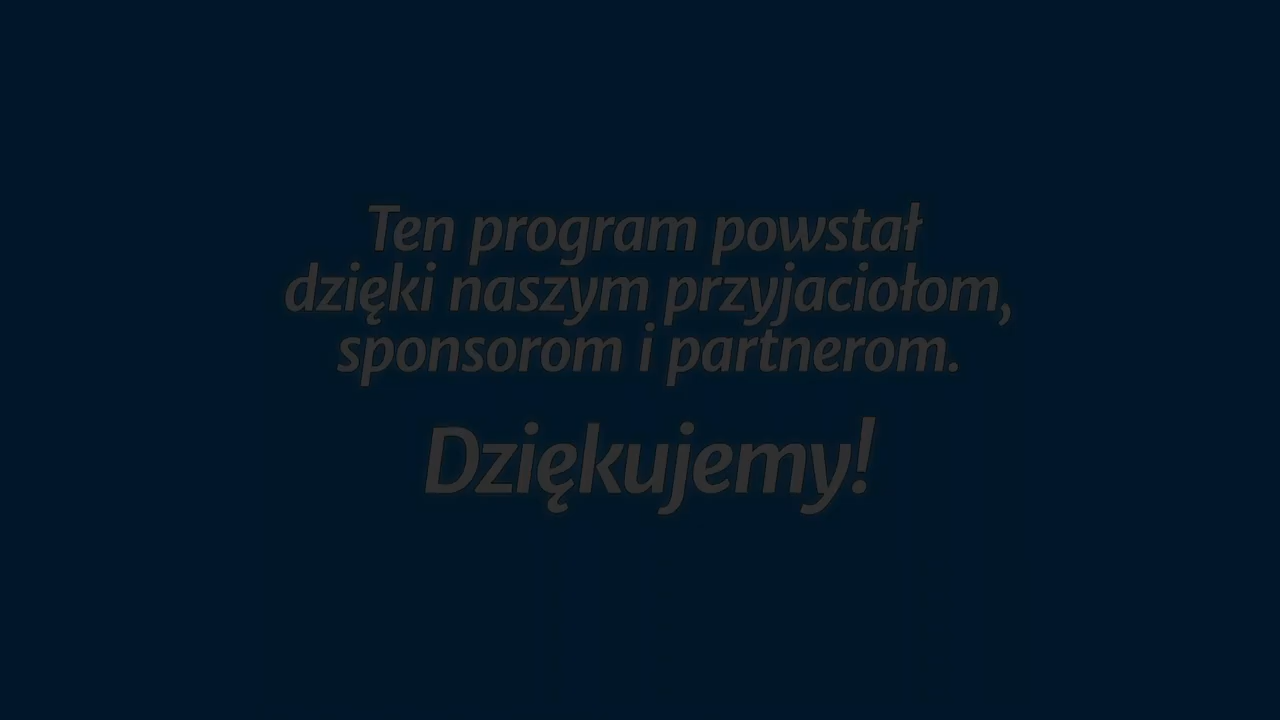 Ten program powstał
dzięki naszym przyjaciołom,
sponsorom i partnerom.
Dziękujemy!